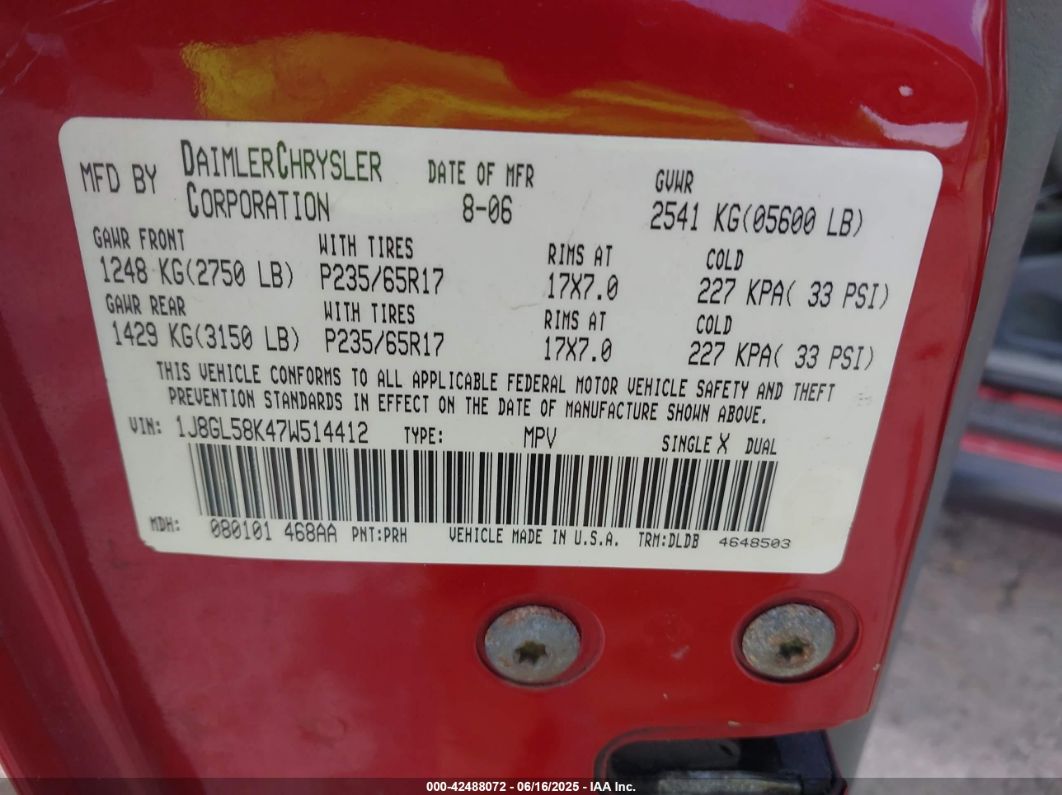 MFD BY DAIMLERCHRYSLER CORPORATION DATE OF MFR 8-06 GVWR 2541 KG(05600 LB)
GAWR FRONT WITH TIRES RIMS AT COLD
1248 KG(2750 LB) P235/65R17 17X7.0 227 KPA( 33 PSI)
GAWR REAR WITH TIRES RIMS AT COLD
1429 KG(3150 LB) P235/65R17 17X7.0 227 KPA( 33 PSI)
THIS VEHICLE CONFORMS TO ALL APPLICABLE FEDERAL MOTOR VEHICLE SAFETY AND THEFT
PREVENTION STANDARDS IN EFFECT ON THE DATE OF MANUFACTURE SHOWN ABOVE.
VIN: 1J8GL58K47W514412 TYPE: MPV SINGLE X DUAL
MDH: 080101 468AA PNT:PRH VEHICLE MADE IN U.S.A. TRM:DLDB 4648503
000-42488072 - 06/16/2025 - IAA Inc.